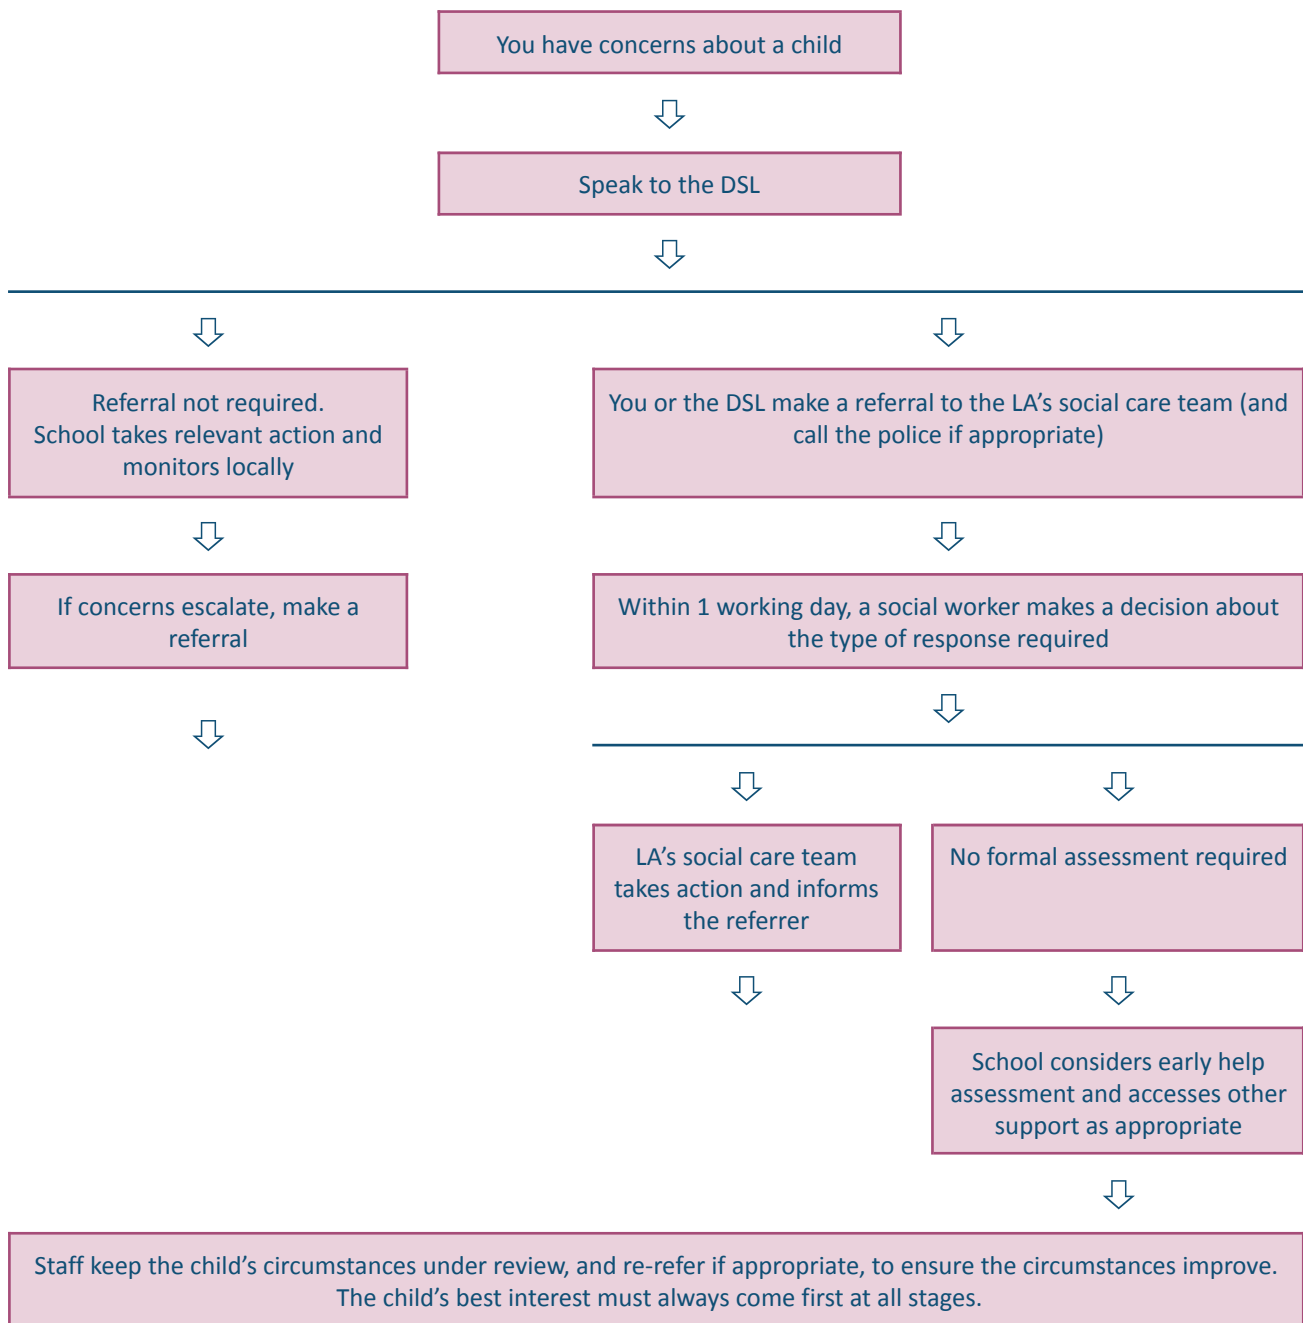 You have concerns about a child
Speak to the DSL
Referral not required.
School takes relevant action and
monitors locally
You or the DSL make a referral to the LA’s social care team (and
call the police if appropriate)
If concerns escalate, make a
referral
Within 1 working day, a social worker makes a decision about
the type of response required
LA’s social care team
takes action and informs
the referrer
No formal assessment required
School considers early help
assessment and accesses other
support as appropriate
Staff keep the child’s circumstances under review, and re-refer if appropriate, to ensure the circumstances improve.
The child’s best interest must always come first at all stages.